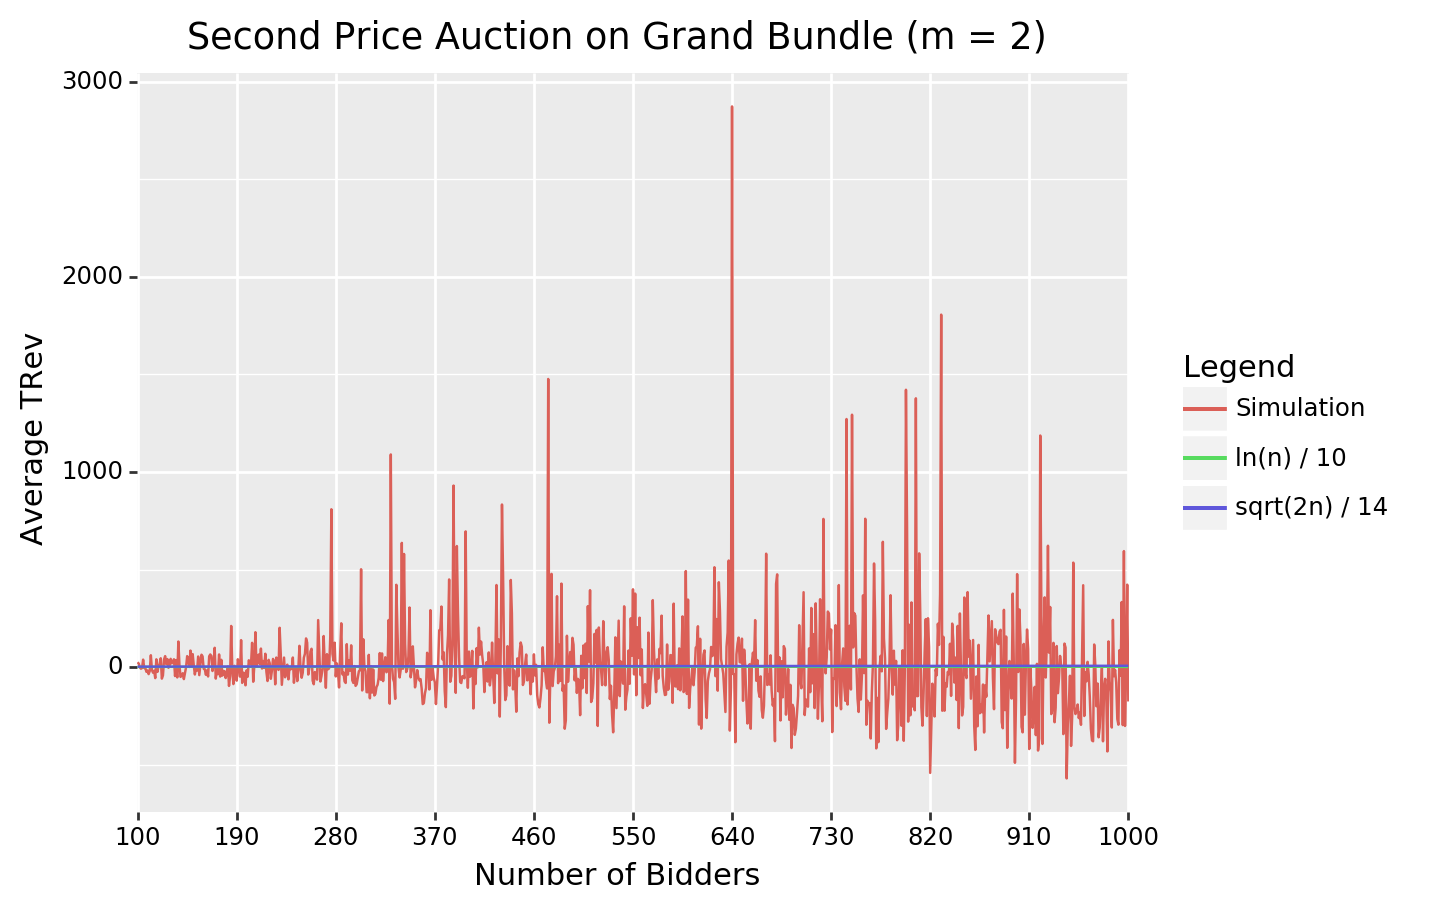 Second Price Auction on Grand Bundle (m = 2)
3000
2000
1000
0
Average TRev
100 190 280 370 460 550 640 730 820 910 1000
Number of Bidders
Legend
Simulation
ln(n) / 10
sqrt(2n) / 14